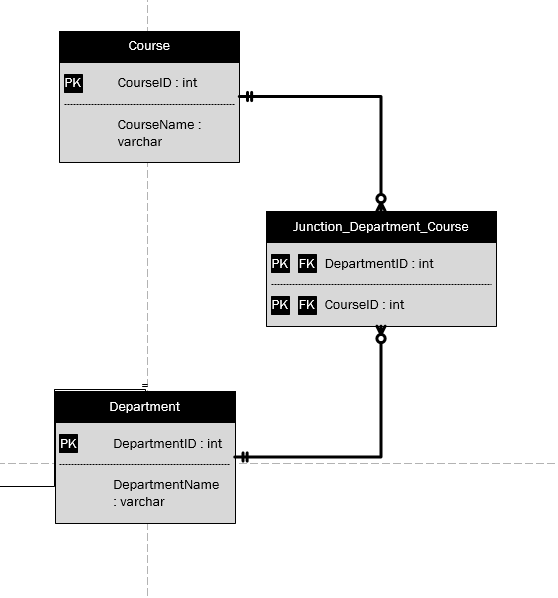 Course
PK CourseID : int
CourseName :
varchar
Junction_Department_Course
PK FK DepartmentID : int
PK FK CourseID : int
Department
PK DepartmentID : int
DepartmentName
: varchar